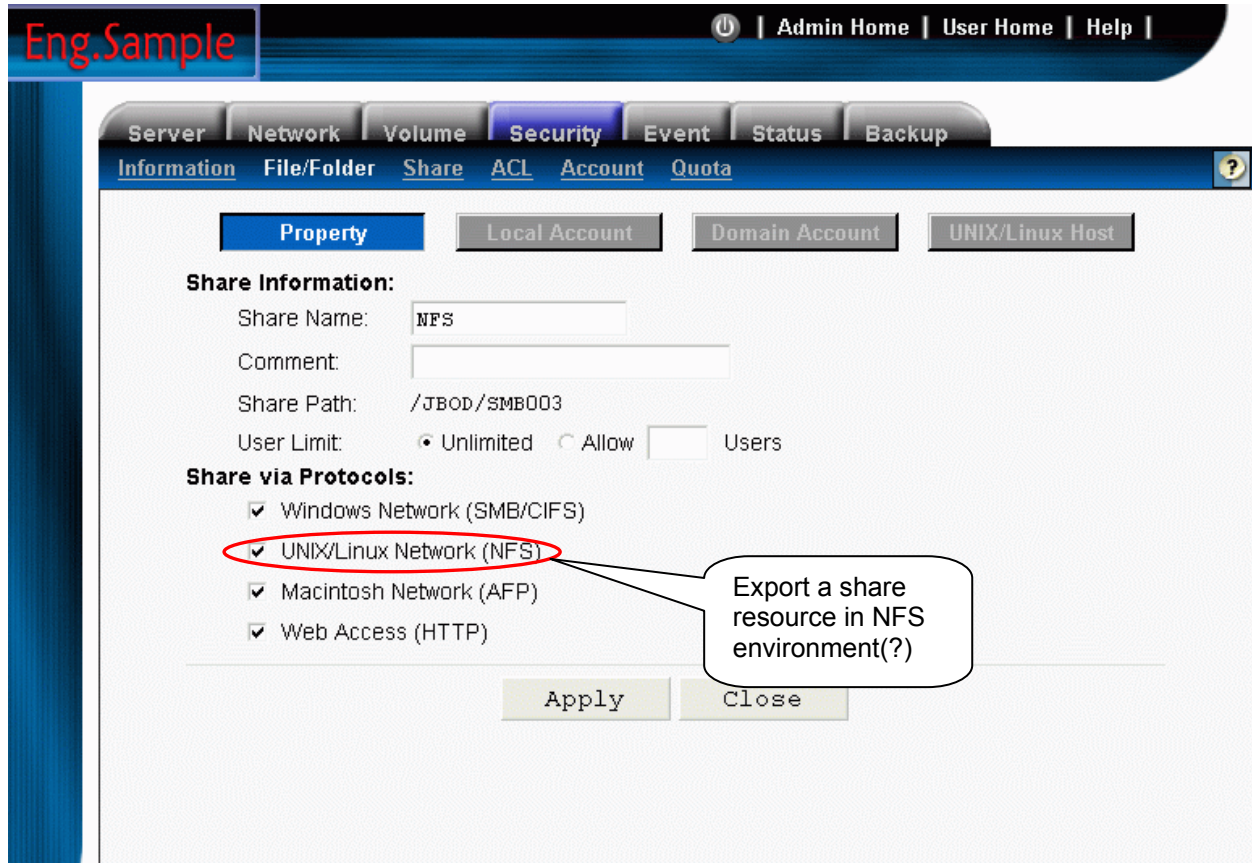 Eng.Sample
| Admin Home | User Home | Help |
Server Network Volume Security Event Status Backup
Information File/Folder Share ACL Account Quota ?
Property Local Account Domain Account UNIX/Linux Host
Share Information:
Share Name: NFS
Comment:
Share Path: /JBOD/SMB003
User Limit: Unlimited Allow Users
Share via Protocols:
Windows Network (SMB/CIFS)
UNIX/Linux Network (NFS)
Macintosh Network (AFP)
Web Access (HTTP)
Export a share
resource in NFS
environment(?)
Apply Close